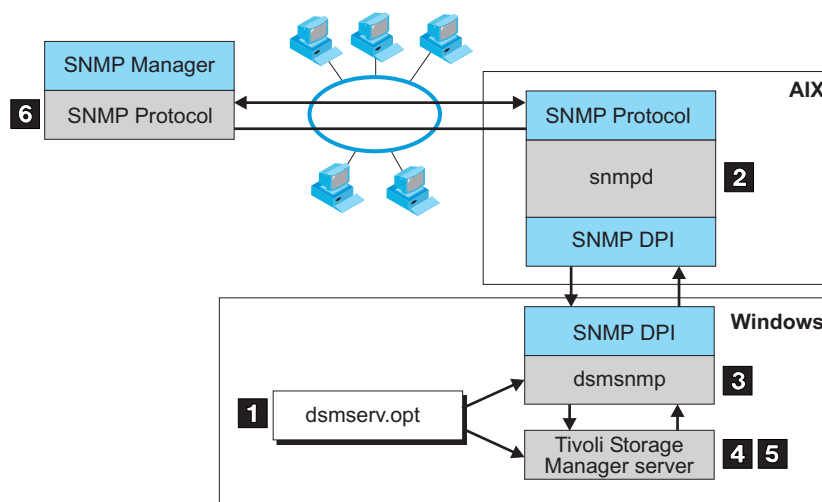 SNMP Manager
6
SNMP Protocol
AIX
SNMP Protocol
snmpd
2
SNMP DPI
Windows
SNMP DPI
dsmsnmp
3
1
dsmserv.opt
Tivoli Storage
Manager server
4 5